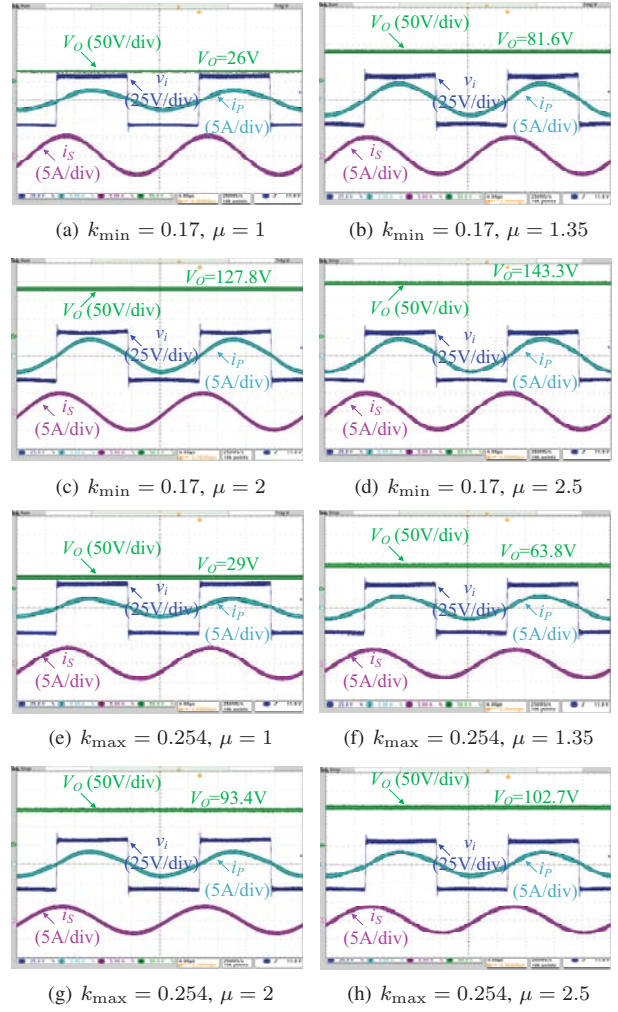 V_O (50V/div)
V_O=26V
v_i
(25V/div)
i_P
(5A/div)
i_S
(5A/div)
V_O (50V/div)
V_O=81.6V
v_i
(25V/div)
i_P
(5A/div)
i_S
(5A/div)
(a) k_min = 0.17, μ = 1
(b) k_min = 0.17, μ = 1.35
V_O=127.8V
V_O (50V/div)
v_i
(25V/div)
i_P
(5A/div)
i_S
(5A/div)
V_O=143.3V
V_O (50V/div)
v_i
(25V/div)
i_P
(5A/div)
i_S
(5A/div)
(c) k_min = 0.17, μ = 2
(d) k_min = 0.17, μ = 2.5
V_O (50V/div)
V_O=29V
v_i
(25V/div)
i_P
(5A/div)
i_S
(5A/div)
V_O (50V/div)
V_O=63.8V
v_i
(25V/div)
i_P
(5A/div)
i_S
(5A/div)
(e) k_max = 0.254, μ = 1
(f) k_max = 0.254, μ = 1.35
V_O (50V/div)
V_O=93.4V
v_i
(25V/div)
i_P
(5A/div)
i_S
(5A/div)
V_O (50V/div)
V_O=102.7V
v_i
(25V/div)
i_P
(5A/div)
i_S
(5A/div)
(g) k_max = 0.254, μ = 2
(h) k_max = 0.254, μ = 2.5